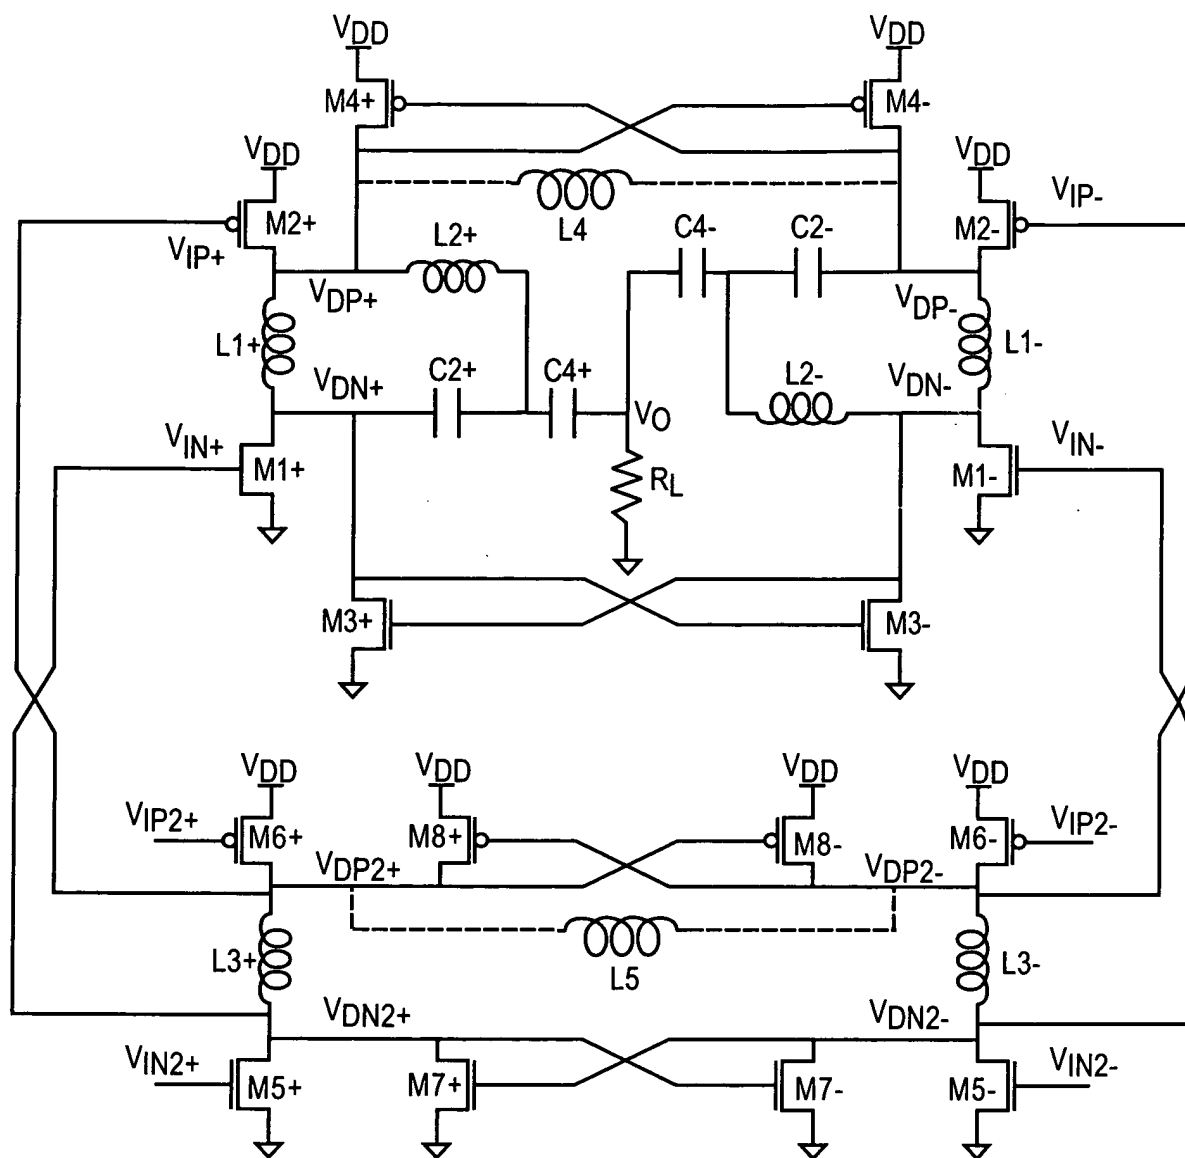 VDD VDD
M4+ M4-
VDD VDD
M2+ L4 M2-
VIP+ VIP-
L2+ C4- C2-
VDP+ VDP-
L1+ L1-
C2+ C4+ L2-
VDN+ VO VDN-
VIN+ VIN-
M1+ RL M1-
M3+ M3-
VDD VDD VDD VDD
VIP2+ M6+ M8+ M8- M6- VIP2-
VDP2+ VDP2-
L3+ L5 L3-
VDN2+ VDN2-
VIN2+ VIN2-
M5+ M7+ M7- M5-